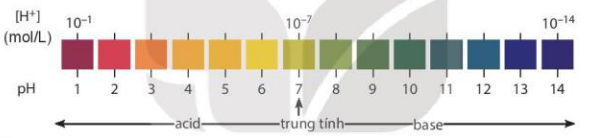 [H⁺]
(mol/L)
10⁻¹ 10⁻⁷ 10⁻¹⁴
pH 1 2 3 4 5 6 7 8 9 10 11 12 13 14
acid trung tính base